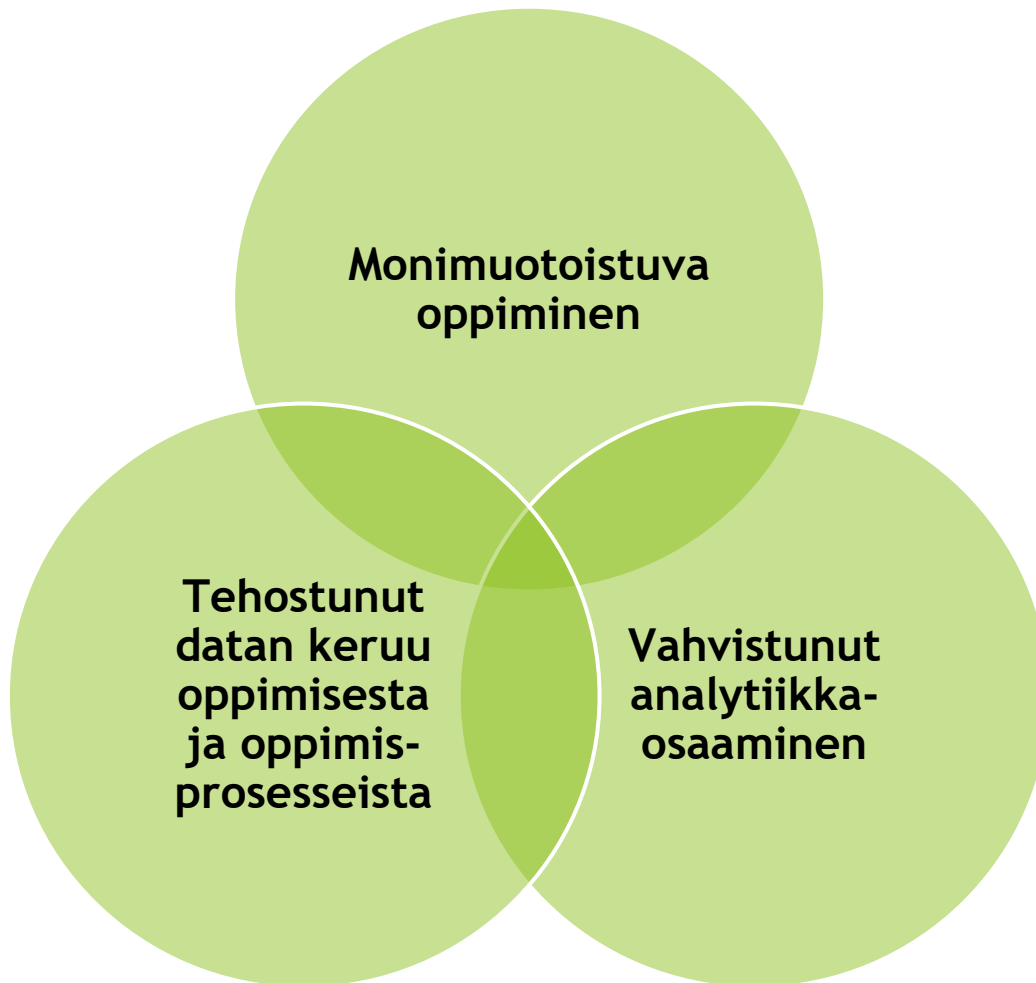 Monimuotoistuva
oppiminen
Tehostunut
datan keruu
oppimisesta
ja oppimis-
prosesseista
Vahvistunut
analytiikka-
osaaminen